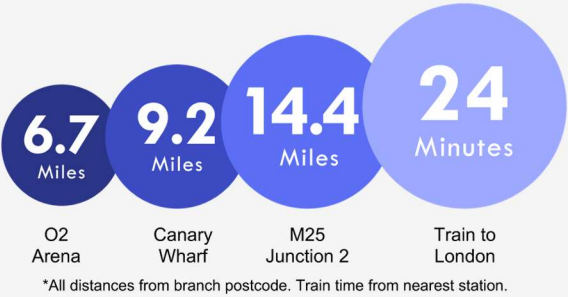 6.7
Miles
9.2
Miles
14.4
Miles
24
Minutes
O2
Arena
Canary
Wharf
M25
Junction 2
Train to
London
*All distances from branch postcode. Train time from nearest station.